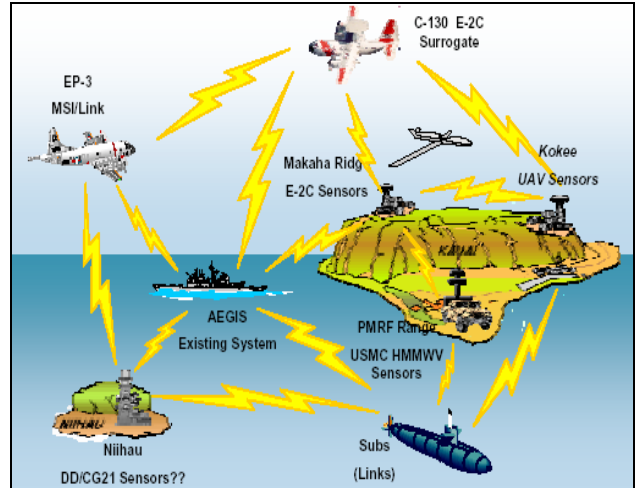 C-130 E-2C
Surrogate
EP-3
MSI/Link
Makaha Ridg
E-2C Sensors
Kokee
UAV Sensors
KAUAI
AEGIS
Existing System
PMRF Range
USMC HMMWV
Sensors
NIIHAU
Niihau
DD/CG21 Sensors??
Subs
(Links)